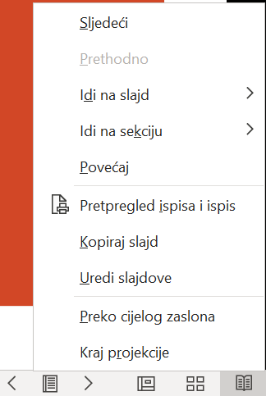 Sljedeći
Prethodno
Idi na slajd
Idi na sekciju
Povećaj
Pretpregled ispisa i ispis
Kopiraj slajd
Uredi slajdove
Preko cijelog zaslona
Kraj projekcije